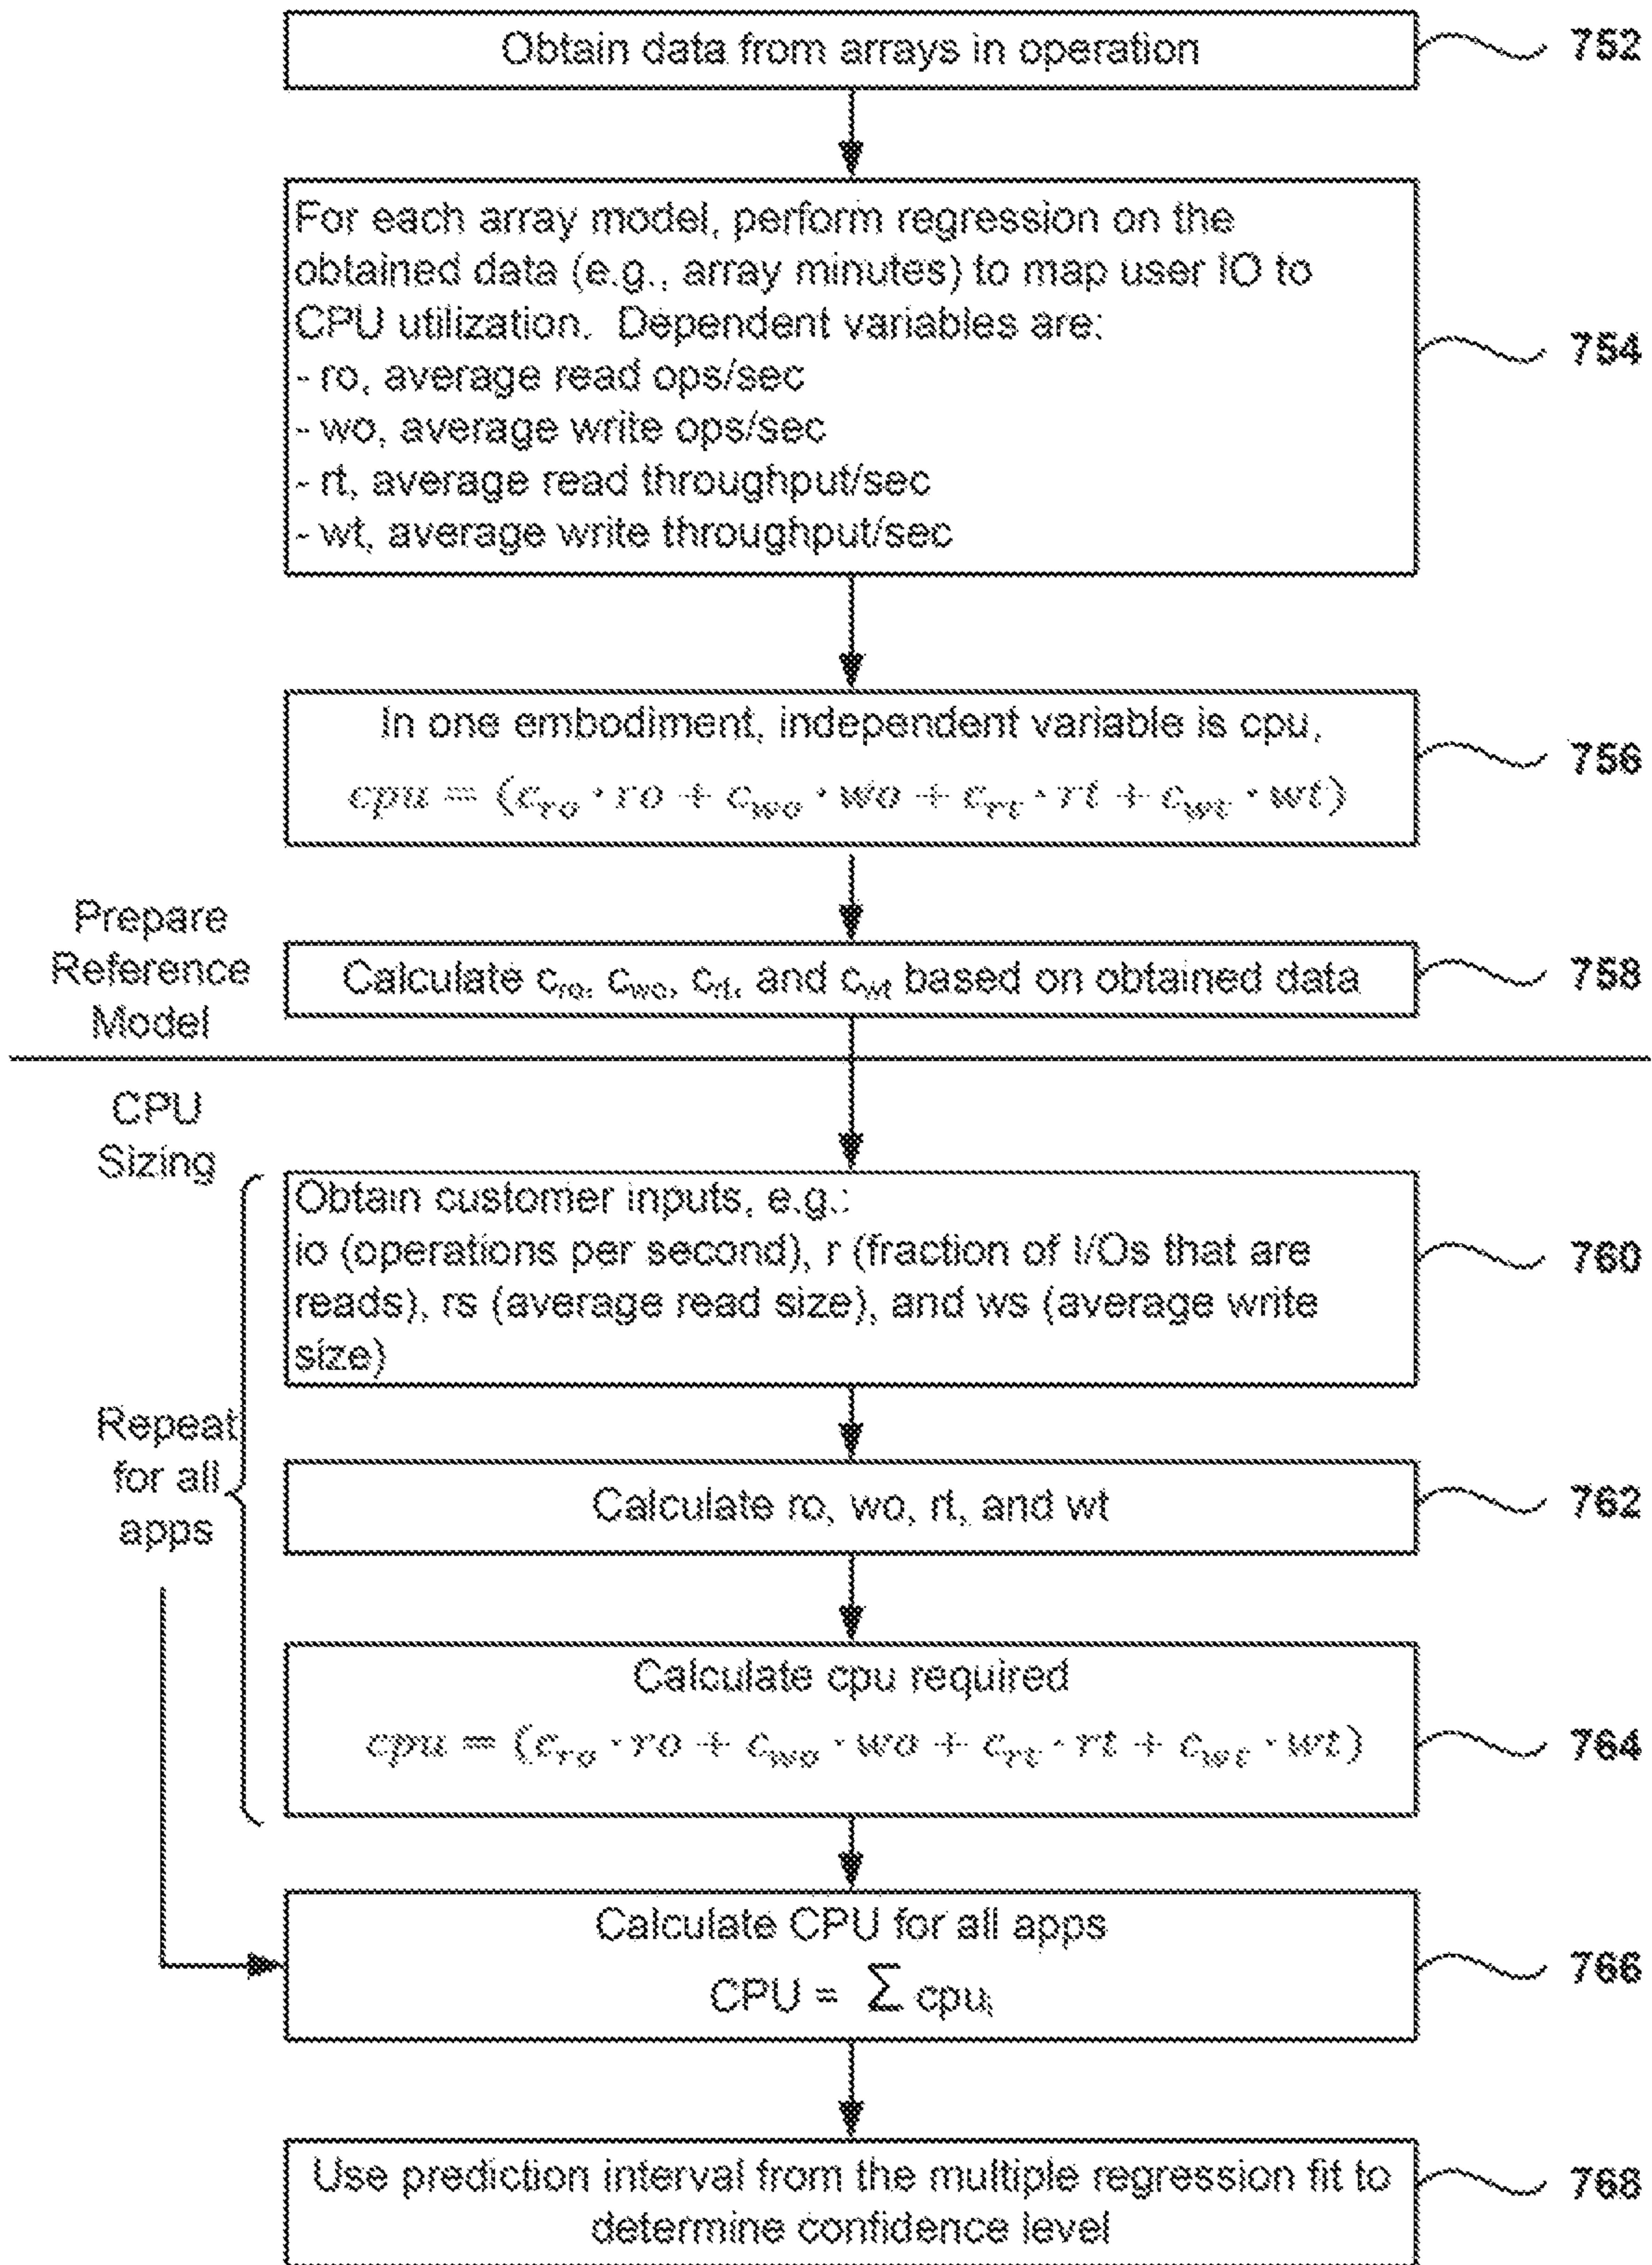 Obtain data from arrays in operation
752
For each array model, perform regression on the
obtained data (e.g., array minutes) to map user IO to
CPU utilization. Dependent variables are:
- ro, average read ops/sec
- wo, average write ops/sec
- rt, average read throughput/sec
- wt, average write throughput/sec
754
In one embodiment, independent variable is cpu,
cpu = (c_ro · ro + c_wo · wo + c_rt · rt + c_wt · wt)
756
Prepare
Reference
Model
Calculate c_ro, c_wo, c_rt, and c_wt based on obtained data
758
CPU
Sizing
Obtain customer inputs, e.g.:
io (operations per second), r (fraction of I/Os that are
reads), rs (average read size), and ws (average write
size)
760
Repeat
for all
apps
Calculate ro, wo, rt, and wt
762
Calculate cpu required
cpu = (c_ro · ro + c_wo · wo + c_rt · rt + c_wt · wt)
764
Calculate CPU for all apps
CPU = Σ cpu_i
766
Use prediction interval from the multiple regression fit to
determine confidence level
768